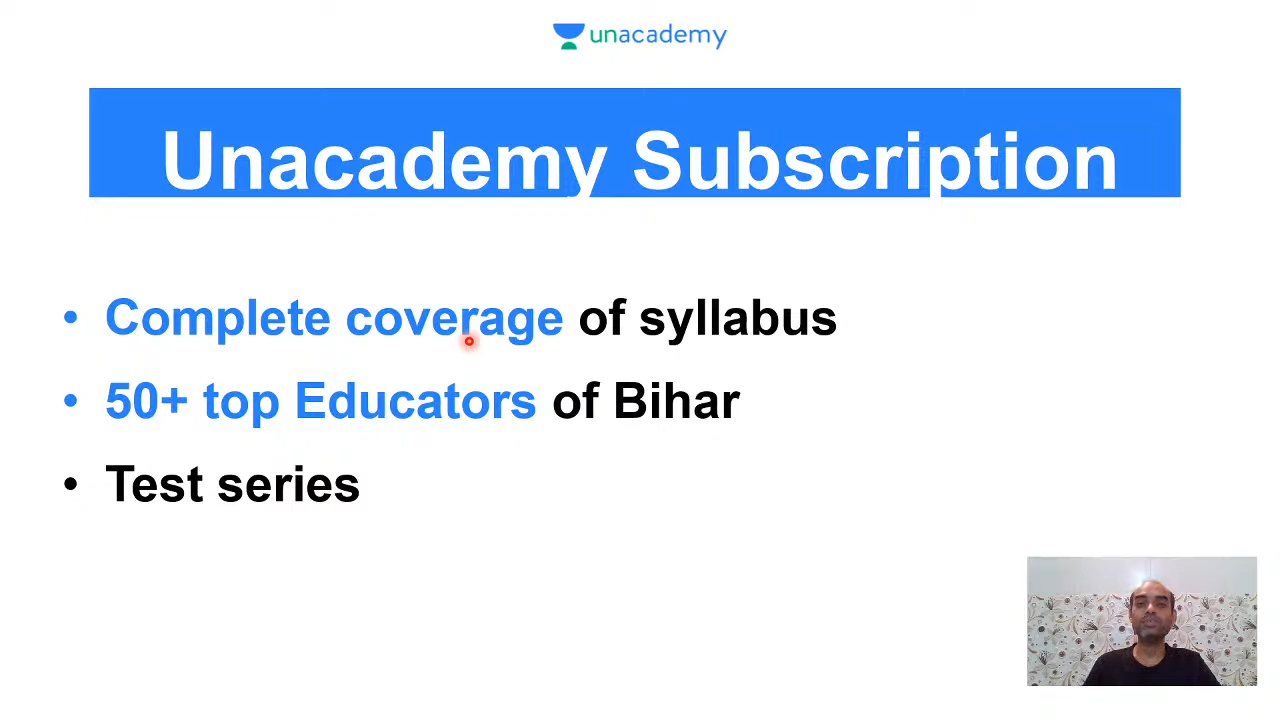 unacademy
Unacademy Subscription
• Complete coverage of syllabus
• 50+ top Educators of Bihar
• Test series